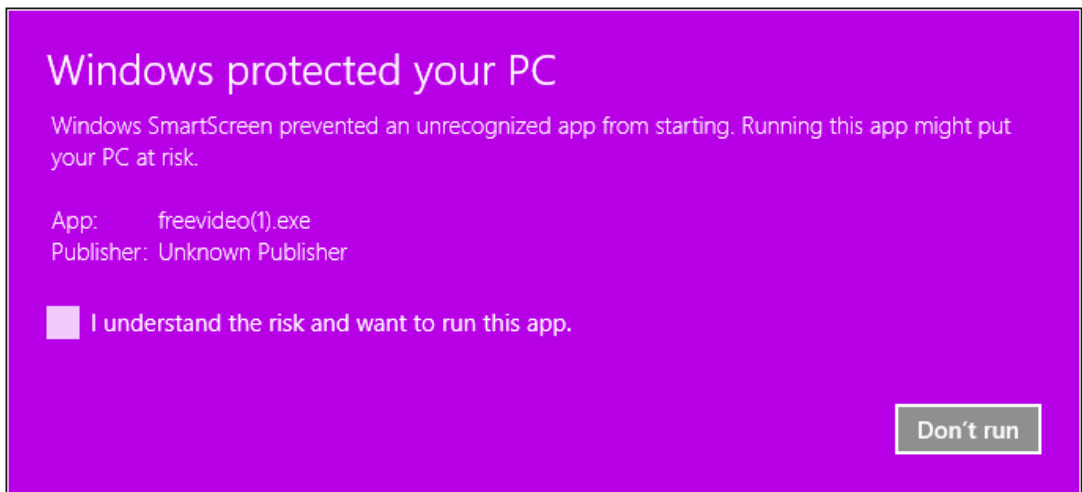 Windows protected your PC
Windows SmartScreen prevented an unrecognized app from starting. Running this app might put
your PC at risk.
App: freevideo(1).exe
Publisher: Unknown Publisher
I understand the risk and want to run this app.
Don't run